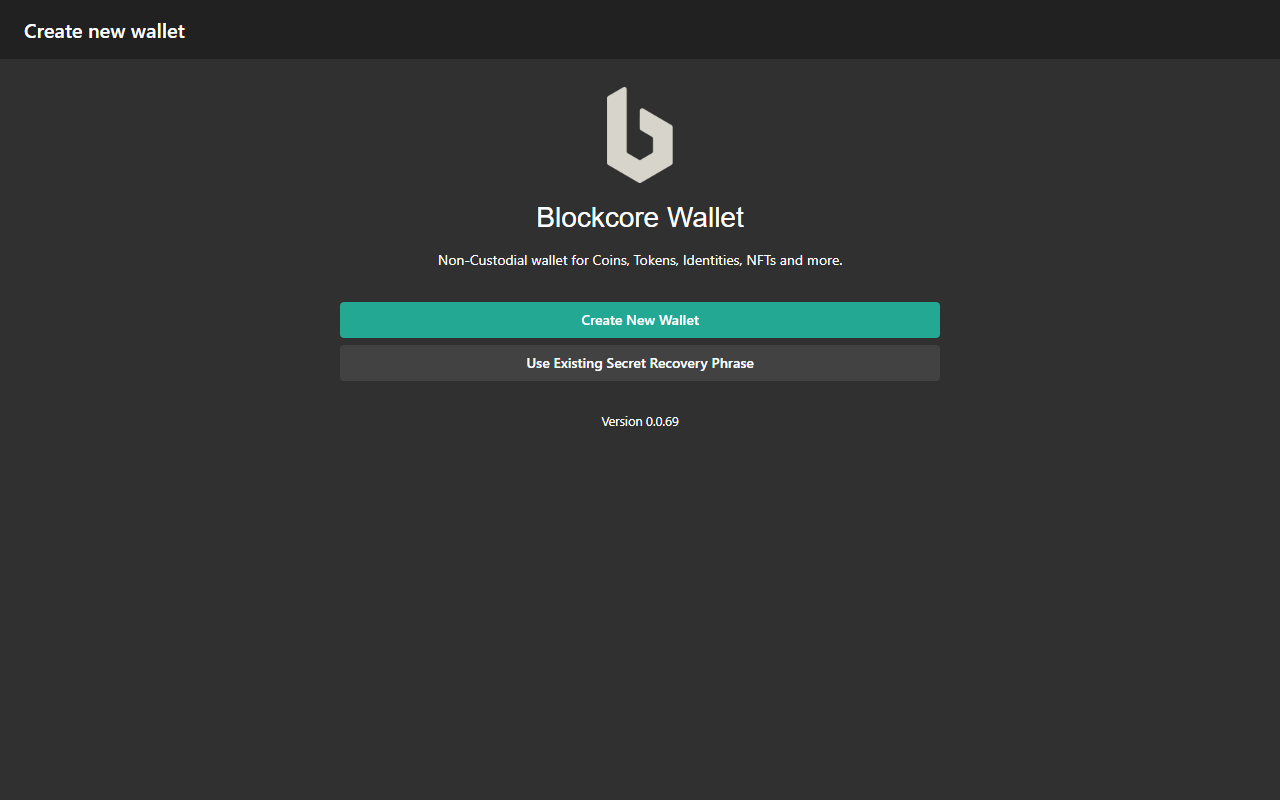 Create new wallet
Blockcore Wallet
Non-Custodial wallet for Coins, Tokens, Identities, NFTs and more.
Create New Wallet
Use Existing Secret Recovery Phrase
Version 0.0.69